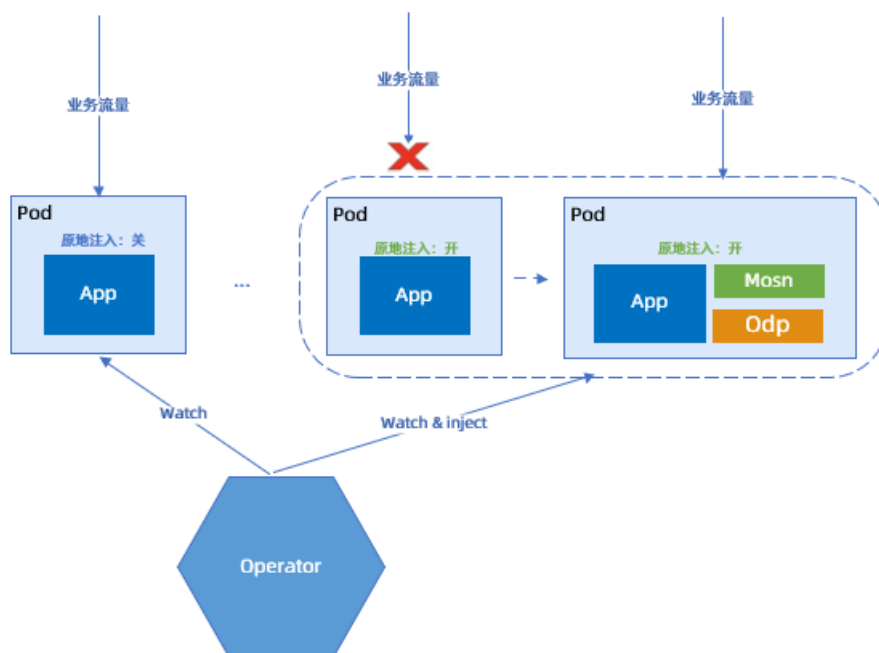 业务流量
业务流量
业务流量
Pod
原地注入：关
App
...
Pod
原地注入：开
App
Pod
原地注入：开
App
Mosn
Odp
Watch
Watch & inject
Operator